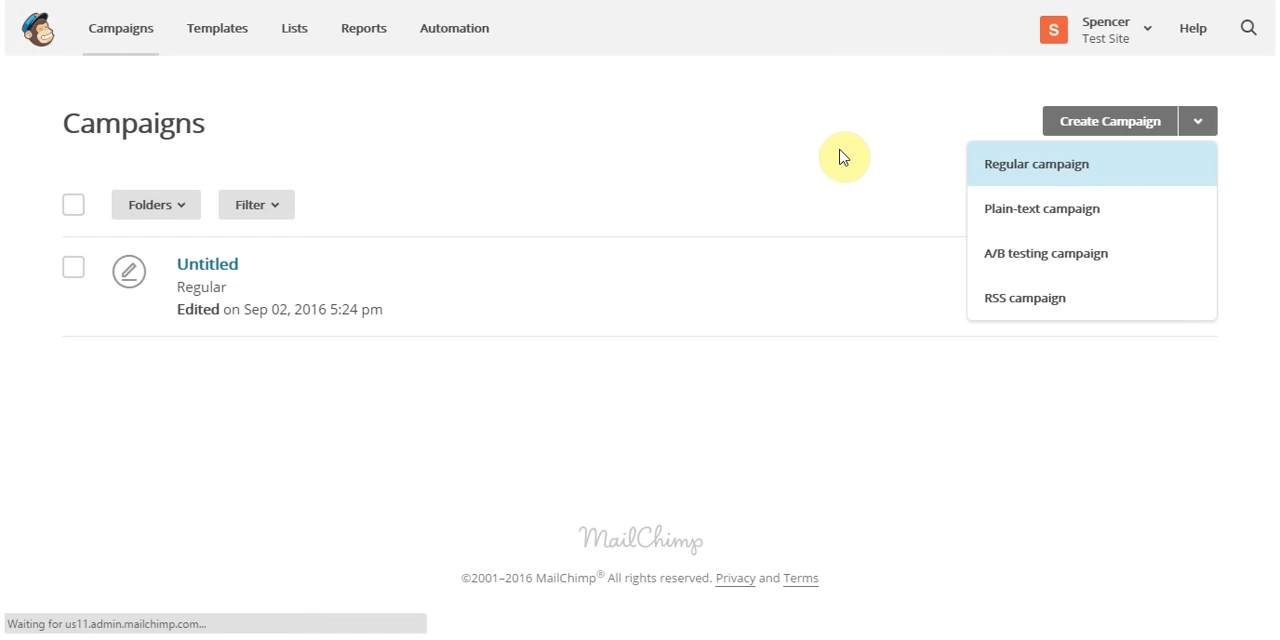 Campaigns Templates Lists Reports Automation
S Spencer
Test Site
Help
Campaigns
Create Campaign
Regular campaign
Plain-text campaign
A/B testing campaign
RSS campaign
Folders Filter
Untitled
Regular
Edited on Sep 02, 2016 5:24 pm
MailChimp
©2001–2016 MailChimp® All rights reserved. Privacy and Terms
Waiting for us11.admin.mailchimp.com...